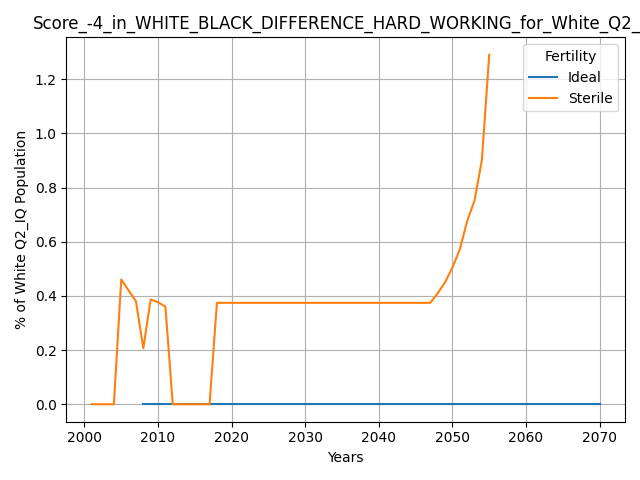 Score_-4_in_WHITE_BLACK_DIFFERENCE_HARD_WORKING_for_White_Q2_
Fertility
Ideal
Sterile
% of White Q2_IQ Population
1.2
1.0
0.8
0.6
0.4
0.2
0.0
2000 2010 2020 2030 2040 2050 2060 2070
Years